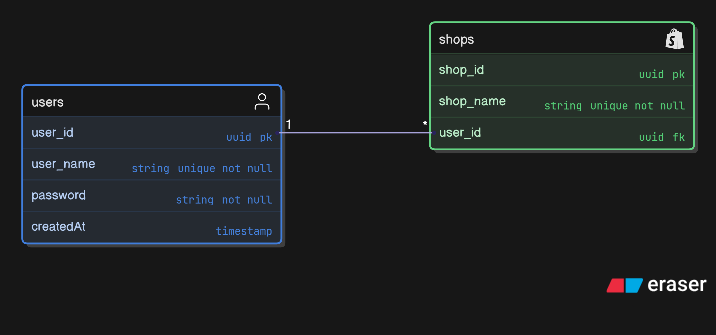 users
user_id uuid pk
user_name string unique not null
password string not null
createdAt timestamp
1
*
shops
shop_id uuid pk
shop_name string unique not null
user_id uuid fk
eraser